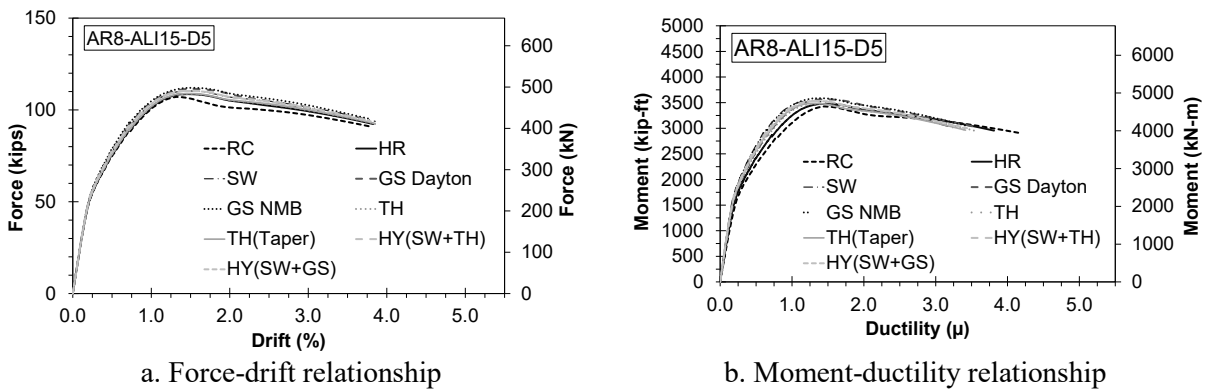 AR8-ALI15-D5
Force (kips)
150
100
50
0
0.0 1.0 2.0 3.0 4.0 5.0
Drift (%)
600
500
400
300
200
100
0
Force (kN)
RC HR
SW GS Dayton
GS NMB TH
TH(Taper) HY(SW+TH)
HY(SW+GS)
a. Force-drift relationship
AR8-ALI15-D5
Moment (kip-ft)
5000
4500
4000
3500
3000
2500
2000
1750
1500
1250
1000
750
500
250
0
0.0 1.0 2.0 3.0 4.0 5.0
Ductility (μ)
6000
5000
4000
3000
2000
1000
0
Moment (kN-m)
RC HR
SW GS Dayton
GS NMB TH
TH(Taper) HY(SW+TH)
HY(SW+GS)
b. Moment-ductility relationship